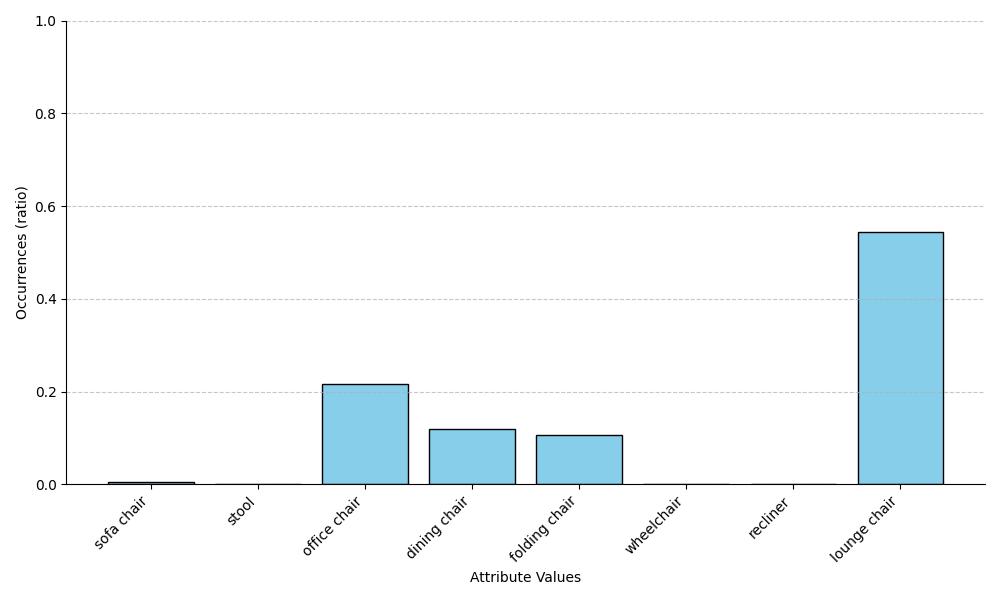 1.0
0.8
0.6
0.4
0.2
0.0
Occurrences (ratio)
sofa chair
stool
office chair
dining chair
folding chair
wheelchair
recliner
lounge chair
Attribute Values